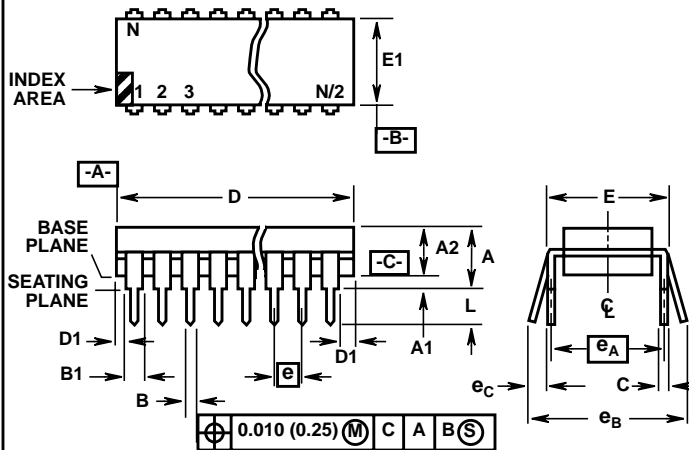 N
E1
INDEX
AREA
1 2 3 N/2
-B-
-A-
D
E
BASE
PLANE
A2
A
-C-
SEATING
PLANE
L
C
L
D1
A1
D1
eA
B1
e
eC
C
B
eB
0.010 (0.25) M C A B S